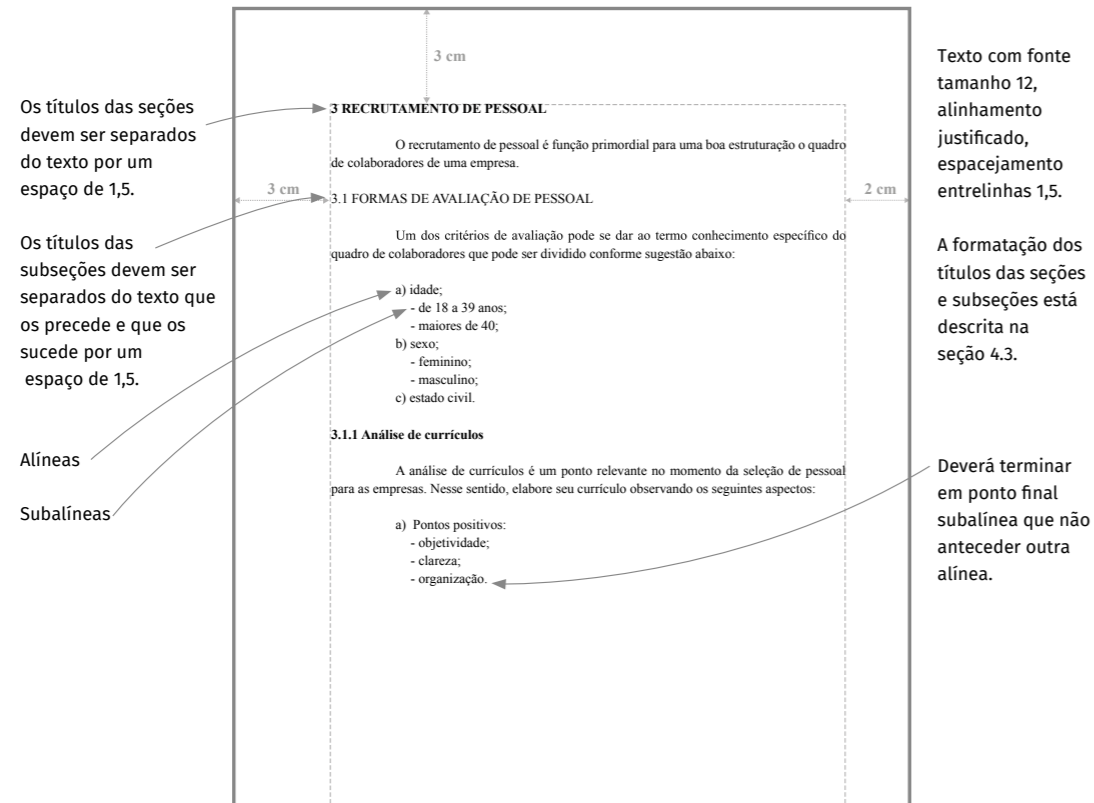 Os títulos das seções
devem ser separados
do texto por um
espaço de 1,5.
Os títulos das
subseções devem ser
separados do texto que
os precede e que os
sucede por um
espaço de 1,5.
Alíneas
Subalíneas
3 cm
3 cm
2 cm
3 RECRUTAMENTO DE PESSOAL
O recrutamento de pessoal é função primordial para uma boa estruturação o quadro
de colaboradores de uma empresa.
3.1 FORMAS DE AVALIAÇÃO DE PESSOAL
Um dos critérios de avaliação pode se dar ao termo conhecimento específico do
quadro de colaboradores que pode ser dividido conforme sugestão abaixo:
a) idade;
- de 18 a 39 anos;
- maiores de 40;
b) sexo;
- feminino;
- masculino;
c) estado civil.
3.1.1 Análise de currículos
A análise de currículos é um ponto relevante no momento da seleção de pessoal
para as empresas. Nesse sentido, elabore seu currículo observando os seguintes aspectos:
a) Pontos positivos:
- objetividade;
- clareza;
- organização.
Texto com fonte
tamanho 12,
alinhamento
justificado,
espacejamento
entrelinhas 1,5.
A formatação dos
títulos das seções
e subseções está
descrita na
seção 4.3.
Deverá terminar
em ponto final
subalínea que não
anteceder outra
alínea.